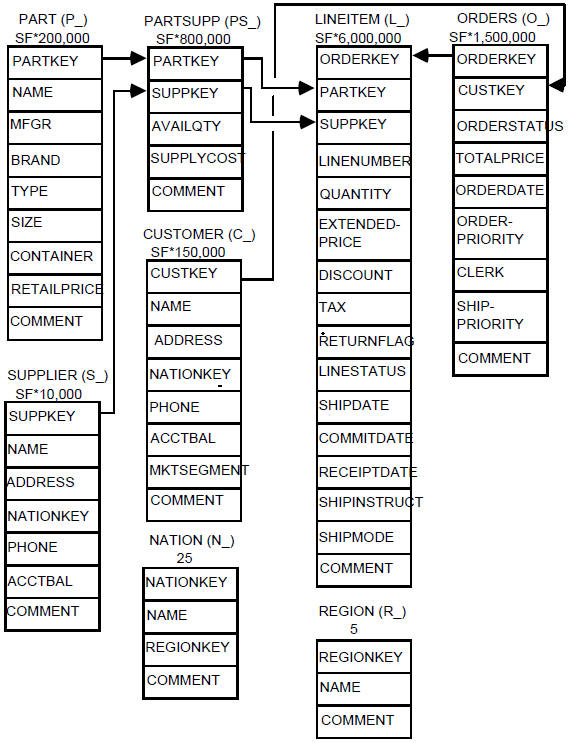 PART (P_)
SF*200,000
PARTKEY
NAME
MFGR
BRAND
TYPE
SIZE
CONTAINER
RETAILPRICE
COMMENT
SUPPLIER (S_)
SF*10,000
SUPPKEY
NAME
ADDRESS
NATIONKEY
PHONE
ACCTBAL
COMMENT
PARTSUPP (PS_)
SF*800,000
PARTKEY
SUPPKEY
AVAILQTY
SUPPLYCOST
COMMENT
CUSTOMER (C_)
SF*150,000
CUSTKEY
NAME
ADDRESS
NATIONKEY
PHONE
ACCTBAL
MKTSEGMENT
COMMENT
NATION (N_)
25
NATIONKEY
NAME
REGIONKEY
COMMENT
LINEITEM (L_)
SF*6,000,000
ORDERKEY
PARTKEY
SUPPKEY
LINENUMBER
QUANTITY
EXTENDED-
PRICE
DISCOUNT
TAX
RETURNFLAG
LINESTATUS
SHIPDATE
COMMITDATE
RECEIPTDATE
SHIPINSTRUCT
SHIPMODE
COMMENT
REGION (R_)
5
REGIONKEY
NAME
COMMENT
ORDERS (O_)
SF*1,500,000
ORDERKEY
CUSTKEY
ORDERSTATUS
TOTALPRICE
ORDERDATE
ORDER-
PRIORITY
CLERK
SHIP-
PRIORITY
COMMENT